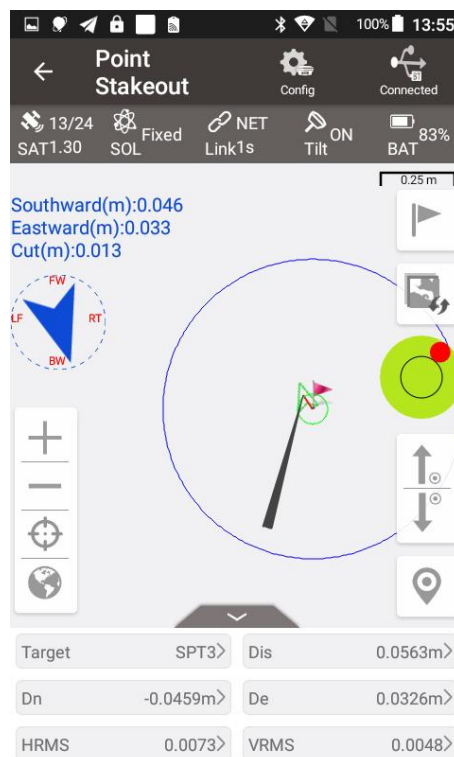 100% 13:55
Point
Stakeout
Config
Connected
13/24
SAT1.30
Fixed
SOL
NET
Link1s
ON
Tilt
83%
BAT
0.25 m
Southward(m):0.046
Eastward(m):0.033
Cut(m):0.013
FW
LF
RT
BW
Target SPT3
Dis 0.0563m
Dn -0.0459m
De 0.0326m
HRMS 0.0073
VRMS 0.0048